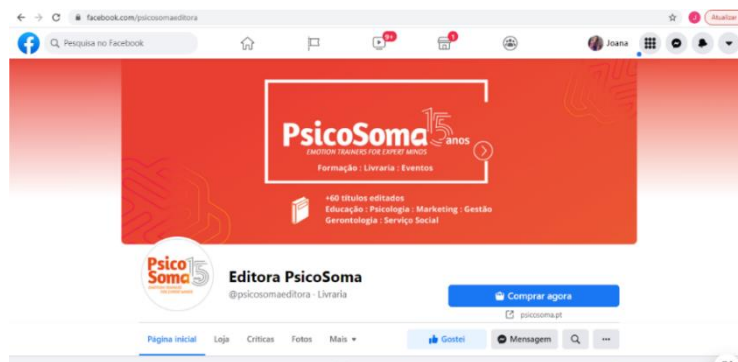 facebook.com/psicosomaeditora
Atualizar
Pesquisa no Facebook
9+
1
Joana
PsicoSoma 15 anos
EMOTION TRAINERS FOR EXPERT MINDS
Formação : Livraria : Eventos
+60 títulos editados
Educação : Psicologia : Marketing : Gestão
Gerontologia : Serviço Social
Psico
Soma 15
Editora PsicoSoma
@psicosomaeditora · Livraria
Comprar agora
psicosoma.pt
Página inicial Loja Críticas Fotos Mais
Gostei Mensagem